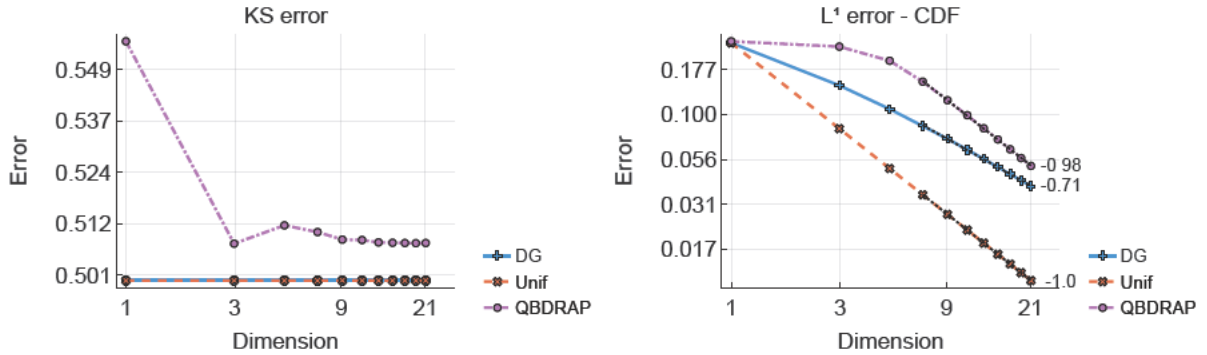 KS error
0.549
0.537
0.524
0.512
0.501
Error
1 3 9 21
Dimension
DG
Unif
QBDRAP
L¹ error - CDF
0.177
0.100
0.056
0.031
0.017
Error
-0 98
-0.71
-1.0
1 3 9 21
Dimension
DG
Unif
QBDRAP